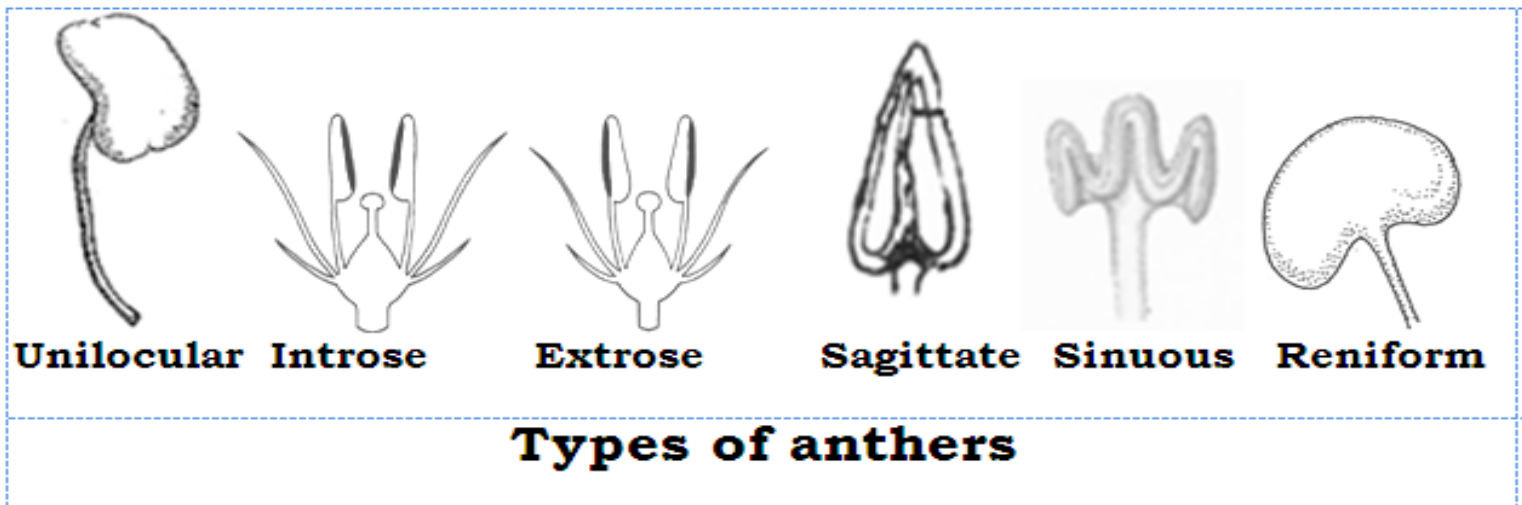 Unilocular Introse Extrose Sagittate Sinuous Reniform
Types of anthers